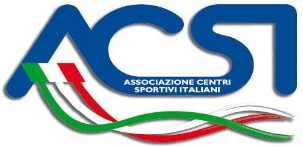 ACSI
ASSOCIAZIONE CENTRI
SPORTIVI ITALIANI